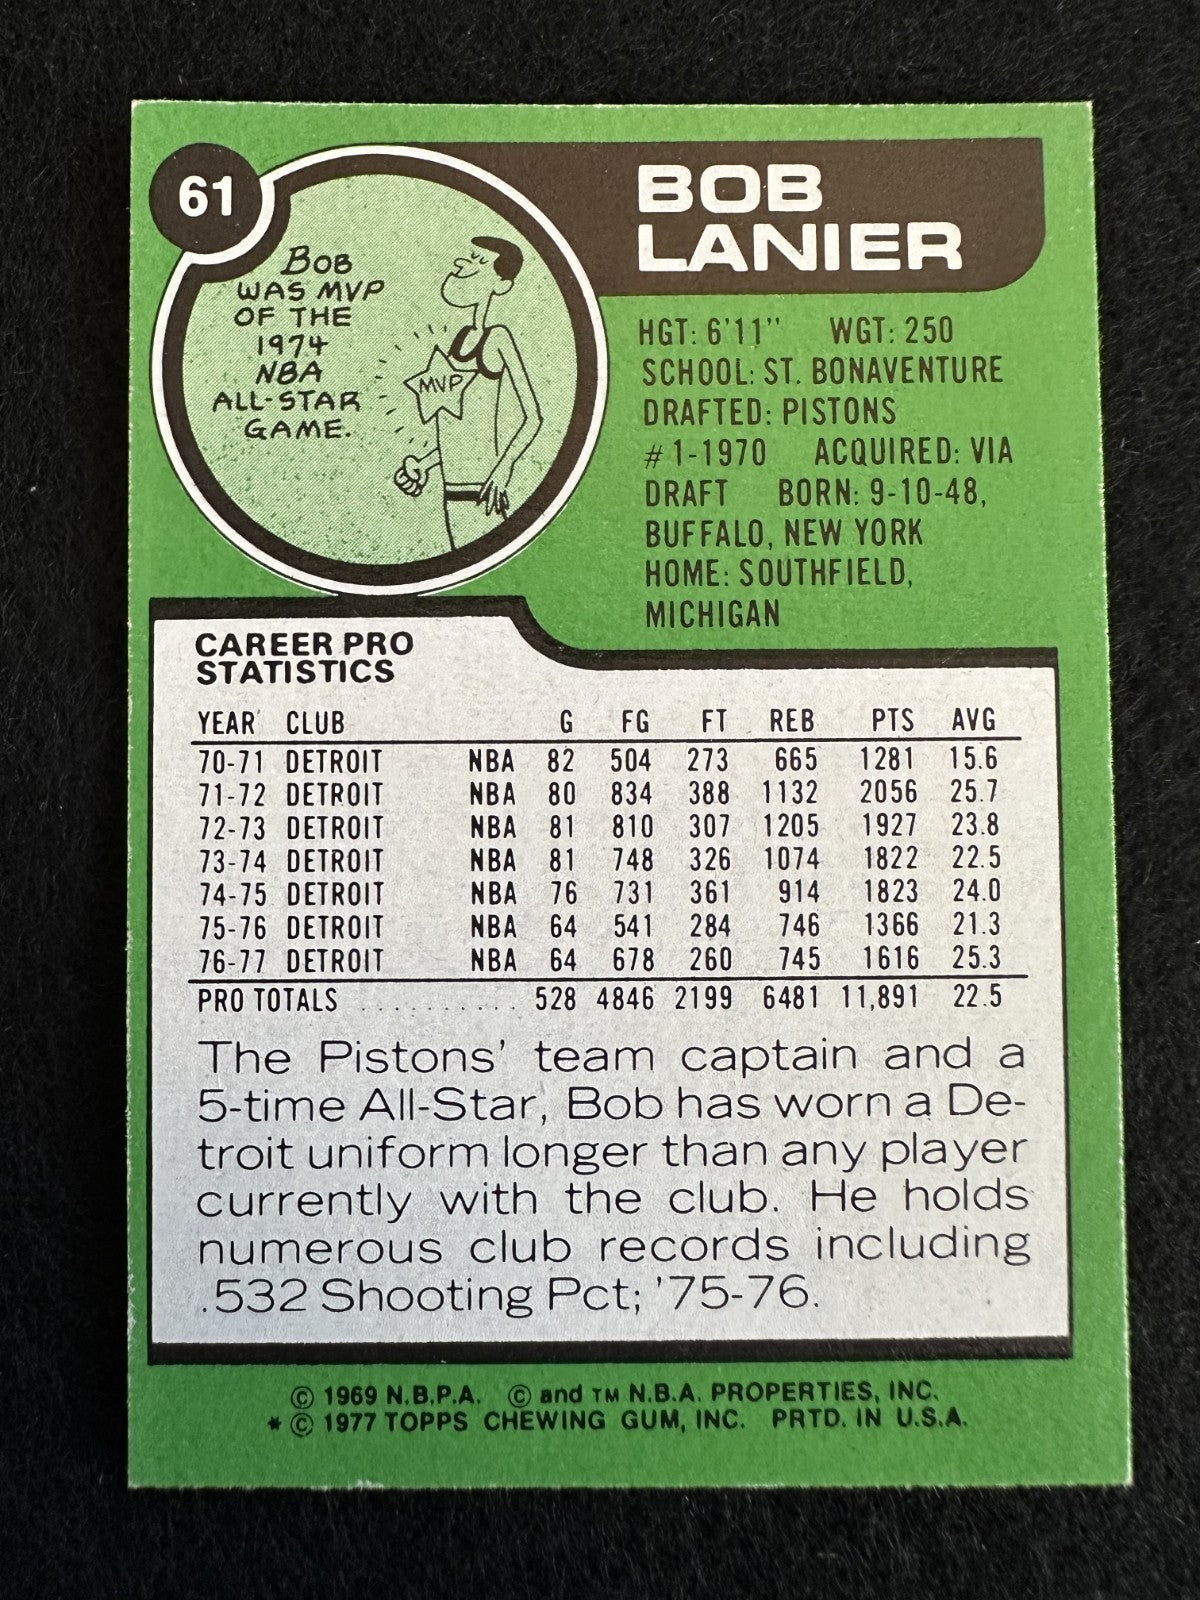 61
BOB
LANIER
BOB
WAS MVP
OF THE
1974
NBA
ALL-STAR
GAME.
MVP
HGT: 6'11" WGT: 250
SCHOOL: ST. BONAVENTURE
DRAFTED: PISTONS
#1-1970 ACQUIRED: VIA
DRAFT BORN: 9-10-48,
BUFFALO, NEW YORK
HOME: SOUTHFIELD,
MICHIGAN
CAREER PRO
STATISTICS
YEAR CLUB G FG FT REB PTS AVG
70-71 DETROIT NBA 82 504 273 665 1281 15.6
71-72 DETROIT NBA 80 834 388 1132 2056 25.7
72-73 DETROIT NBA 81 810 307 1205 1927 23.8
73-74 DETROIT NBA 81 748 326 1074 1822 22.5
74-75 DETROIT NBA 76 731 361 914 1823 24.0
75-76 DETROIT NBA 64 541 284 746 1366 21.3
76-77 DETROIT NBA 64 678 260 745 1616 25.3
PRO TOTALS .......... 528 4846 2199 6481 11,891 22.5
The Pistons' team captain and a
5-time All-Star, Bob has worn a De-
troit uniform longer than any player
currently with the club. He holds
numerous club records including
.532 Shooting Pct; '75-76.
© 1969 N.B.P.A. © and TM N.B.A. PROPERTIES, INC.
* © 1977 TOPPS CHEWING GUM, INC. PRTD. IN U.S.A.